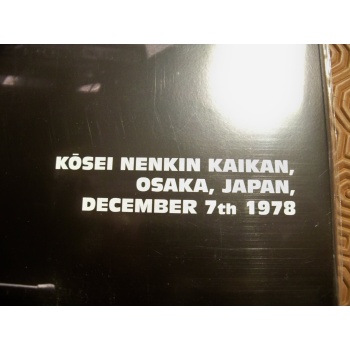 KŌSEI NENKIN KAIKAN,
OSAKA, JAPAN,
DECEMBER 7th 1978